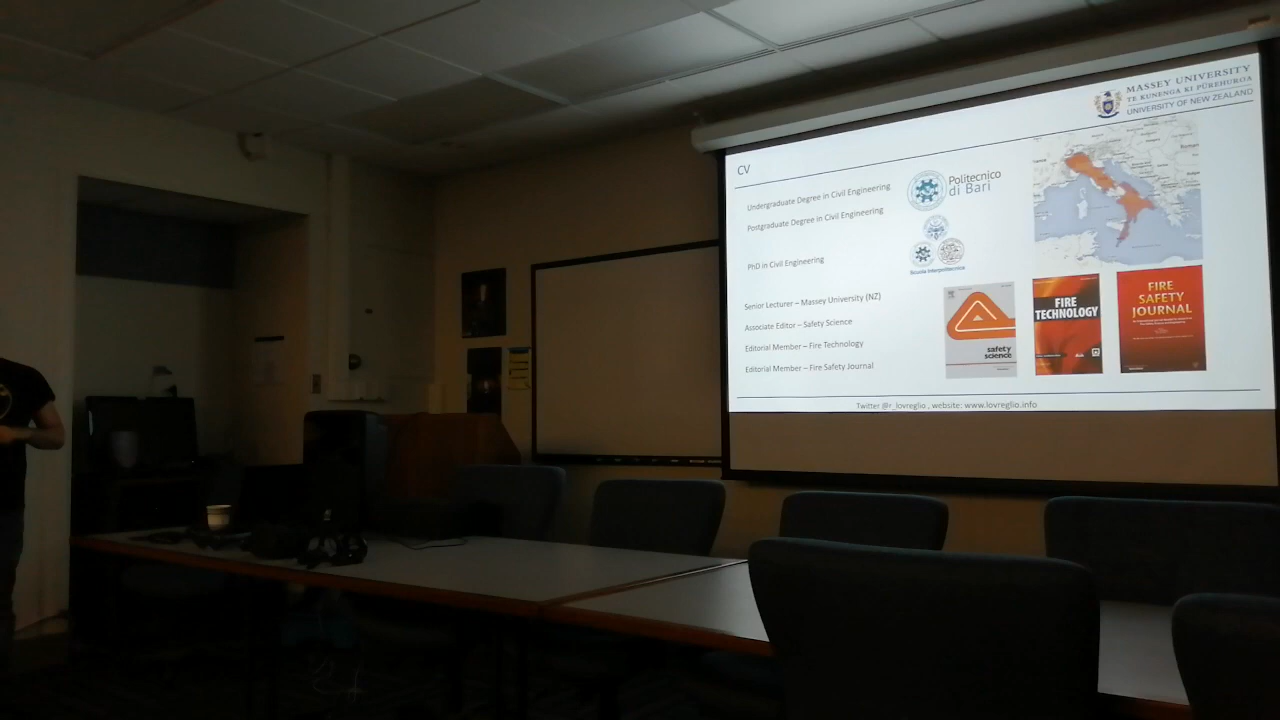 MASSEY UNIVERSITY
TE KUNENGA KI PŪREHUROA
UNIVERSITY OF NEW ZEALAND
CV
Undergraduate Degree in Civil Engineering
Politecnico
di Bari
Postgraduate Degree in Civil Engineering
PhD in Civil Engineering
Scuola Interpolitecnica
Senior Lecturer – Massey University (NZ)
Associate Editor – Safety Science
Editorial Member – Fire Technology
Editorial Member – Fire Safety Journal
safety
science
FIRE
TECHNOLOGY
FIRE
SAFETY
JOURNAL
Twitter @r_lovreglio , website: www.lovreglio.info